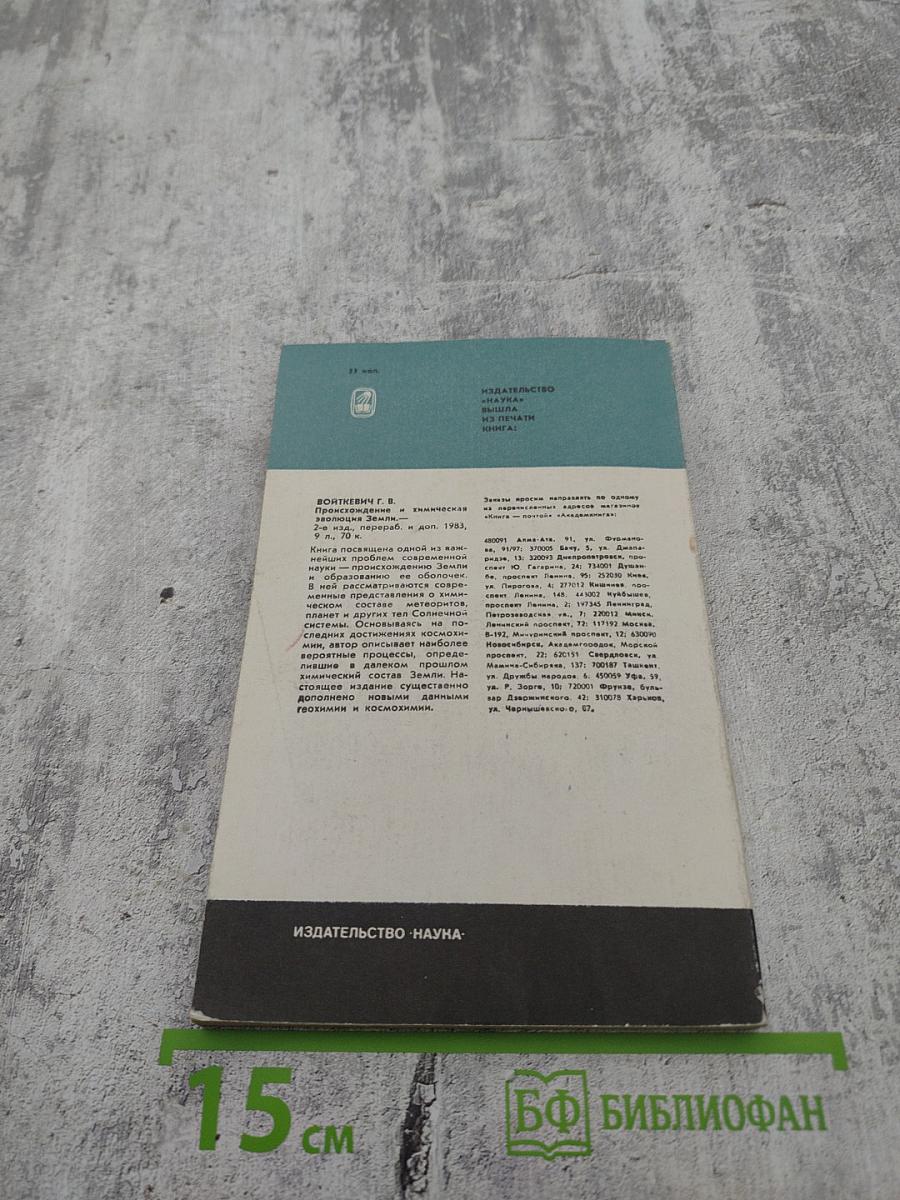 коп.
ИЗДАТЕЛЬСТВО
«НАУКА»
ВЫШЛА
ИЗ ПЕЧАТИ
КНИГА:
ВОЙТКЕВИЧ Г. В.
Происхождение и химическая
эволюция Земли.—
2-е изд., перераб. и доп. 1983,
9 л., 70 к.
Книга посвящена одной из важ-
нейших проблем современной
науки — происхождению Земли
и образованию ее оболочек.
В ней рассматриваются совре-
менные представления о хими-
ческом составе метеоритов,
планет и других тел Солнечной
системы. Основываясь на по-
следних достижениях космохи-
мии, автор описывает наиболее
вероятные процессы, опреде-
лившие в далеком прошлом
химический состав Земли. На-
стоящее издание существенно
дополнено новыми данными
геохимии и космохимии.
Заказы просим направлять по одному
из перечисленных адресов магазинов
«Книга — почтой» «Академкнига»:
480091 Алма-Ата, 91, ул. Фурмано-
ва, 91/97; 370005 Баку, 5, ул. Джапа-
ридзе, 13; 320093 Днепропетровск, про-
спект Ю. Гагарина, 24; 734001 Душан-
бе, проспект Ленина, 95; 252030 Киев,
ул. Пирогова, 4; 277012 Кишинев, про-
спект Ленина, 148; 443002 Куйбышев,
проспект Ленина, 2; 197345 Ленинград,
Петрозаводская ул., 7; 220012 Минск,
Ленинский проспект, 72; 117192 Москва,
В-192, Мичуринский проспект, 12; 630090
Новосибирск, Академгородок, Морской
проспект, 22; 620151 Свердловск, ул.
Мамина-Сибиряка, 137; 700187 Ташкент,
ул. Дружбы народов, 6; 450059 Уфа, 59,
ул. Р. Зорге, 10; 720001 Фрунзе, буль-
вар Дзержинского, 42; 310078 Харьков,
ул. Чернышевского, 87.
ИЗДАТЕЛЬСТВО ·НАУКА·
15 см
БФ БИБЛИОФАН